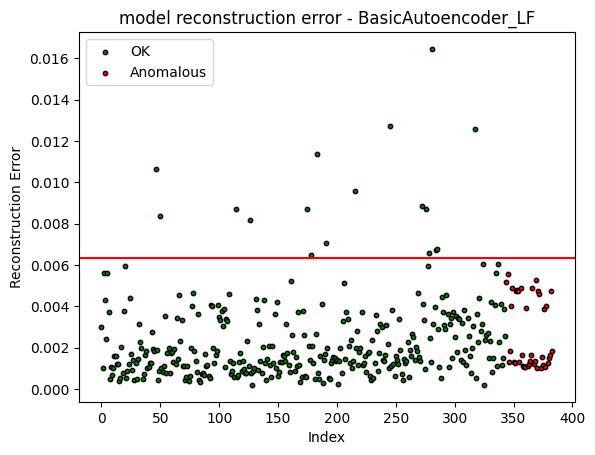 model reconstruction error - BasicAutoencoder_LF
OK
Anomalous
Reconstruction Error
0.016
0.014
0.012
0.010
0.008
0.006
0.004
0.002
0.000
0 50 100 150 200 250 300 350 400
Index